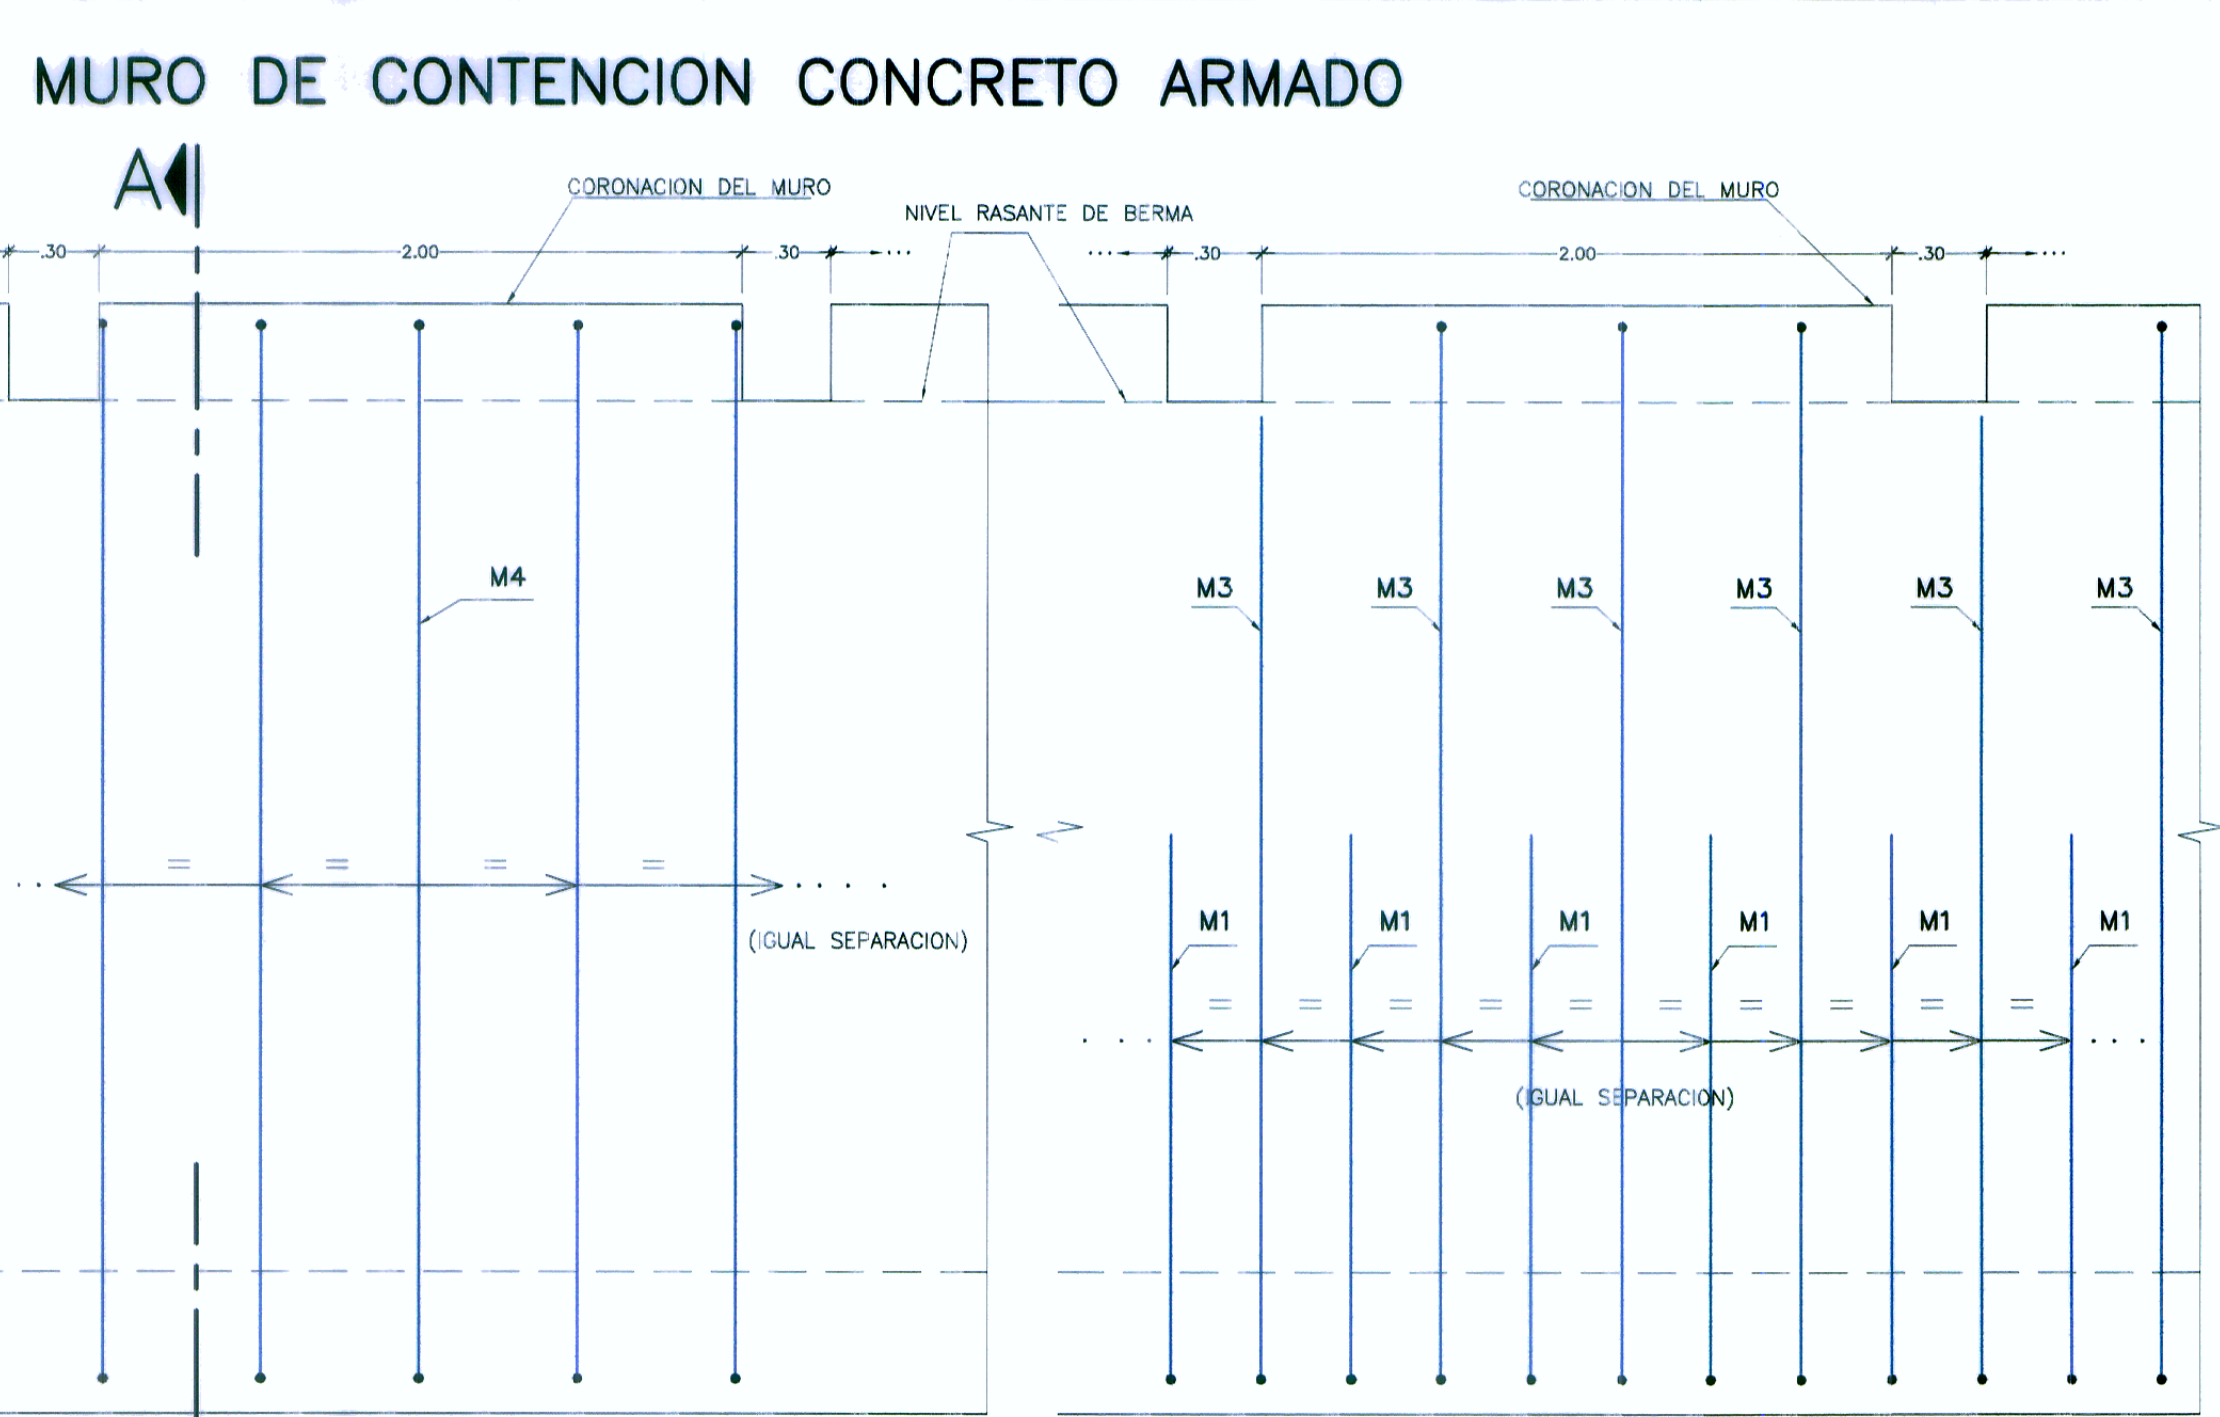 MURO DE CONTENCION CONCRETO ARMADO
A
CORONACION DEL MURO
CORONACION DEL MURO
NIVEL RASANTE DE BERMA
.30
2.00
.30
...
...
.30
2.00
.30
...
M4
M3
M3
M3
M3
M3
M3
= = = =
.. ....
(IGUAL SEPARACION)
M1
M1
M1
M1
M1
M1
= = = = = = = = = =
... ...
(IGUAL SEPARACION)